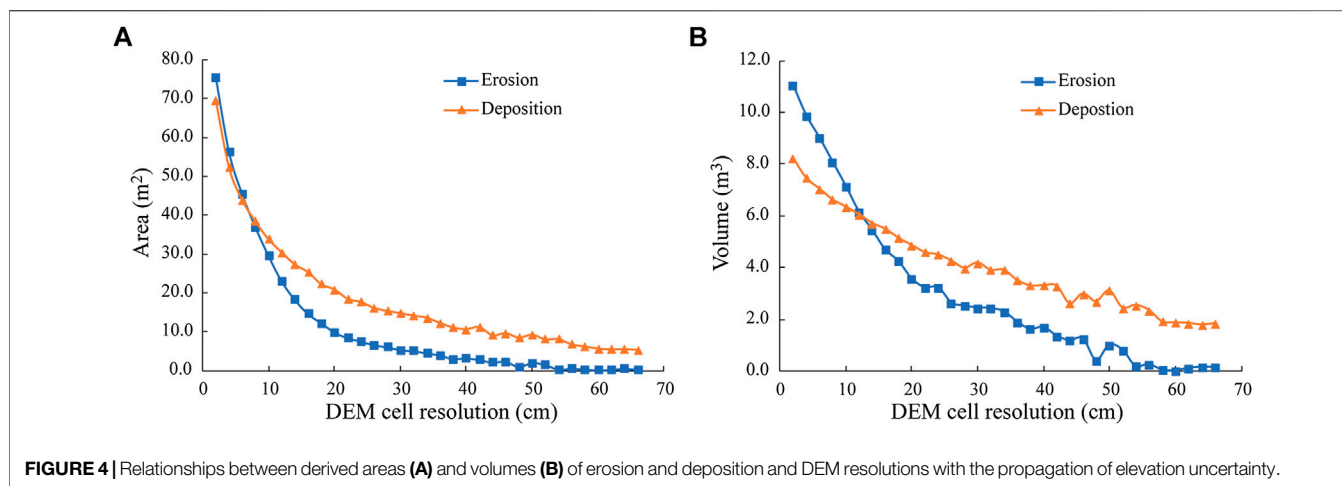 A
80.0
70.0
60.0
50.0
40.0
30.0
20.0
10.0
0.0
Area (m²)
Erosion
Deposition
0 10 20 30 40 50 60 70
DEM cell resolution (cm)
B
12.0
10.0
8.0
6.0
4.0
2.0
0.0
Volume (m³)
Erosion
Depostion
0 10 20 30 40 50 60 70
DEM cell resolution (cm)
FIGURE 4 | Relationships between derived areas (A) and volumes (B) of erosion and deposition and DEM resolutions with the propagation of elevation uncertainty.